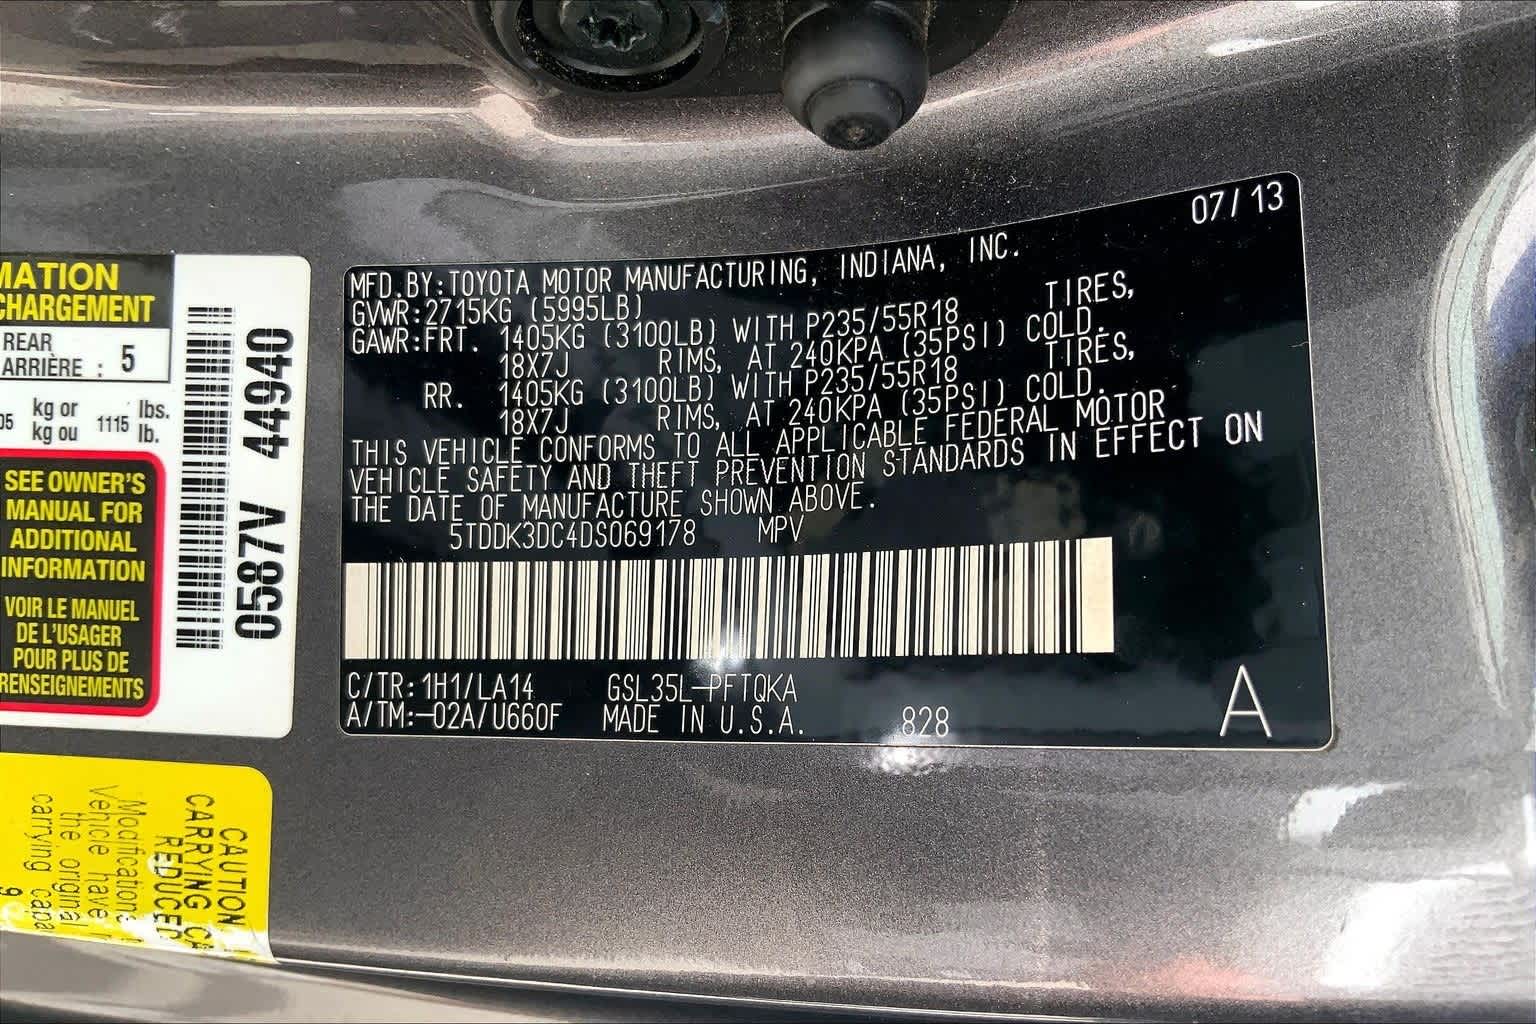 MATION
CHARGEMENT
REAR
ARRIÈRE : 5
05 kg or 1115 lbs.
kg ou lb.
SEE OWNER'S
MANUAL FOR
ADDITIONAL
INFORMATION
VOIR LE MANUEL
DE L'USAGER
POUR PLUS DE
RENSEIGNEMENTS
0587V 44940
CAUTION
CARRYING CA
REDUCED
"Modifications
vehicle have
the original
carrying capa
07/13
MFD.BY:TOYOTA MOTOR MANUFACTURING, INDIANA, INC.
GVWR:2715KG (5995LB)
GAWR:FRT. 1405KG (3100LB) WITH P235/55R18 TIRES,
18X7J RIMS, AT 240KPA (35PSI) COLD.
RR. 1405KG (3100LB) WITH P235/55R18 TIRES,
18X7J RIMS, AT 240KPA (35PSI) COLD.
THIS VEHICLE CONFORMS TO ALL APPLICABLE FEDERAL MOTOR
VEHICLE SAFETY AND THEFT PREVENTION STANDARDS IN EFFECT ON
THE DATE OF MANUFACTURE SHOWN ABOVE.
5TDDK3DC4DS069178 MPV
C/TR:1H1/LA14 GSL35L-PFTQKA
A/TM:-02A/U660F MADE IN U.S.A. 828 A